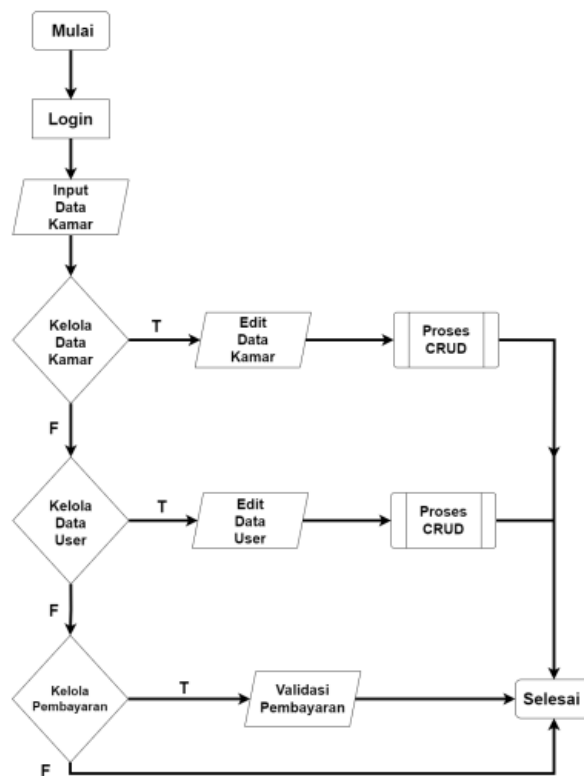 Mulai
Login
Input
Data
Kamar
Kelola
Data
Kamar
T
Edit
Data
Kamar
Proses
CRUD
F
Kelola
Data
User
T
Edit
Data
User
Proses
CRUD
F
Kelola
Pembayaran
T
Validasi
Pembayaran
Selesai
F